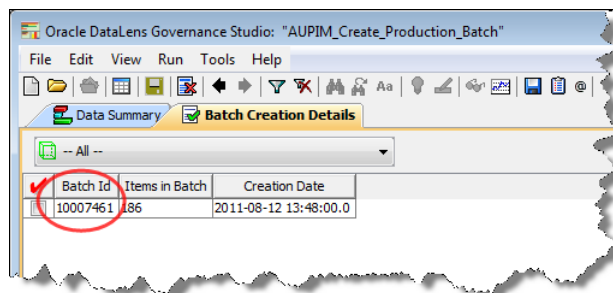 Oracle DataLens Governance Studio: "AUPIM_Create_Production_Batch"
File Edit View Run Tools Help
Aa @
Data Summary Batch Creation Details
-- All --
Batch Id Items in Batch Creation Date
10007461 186 2011-08-12 13:48:00.0